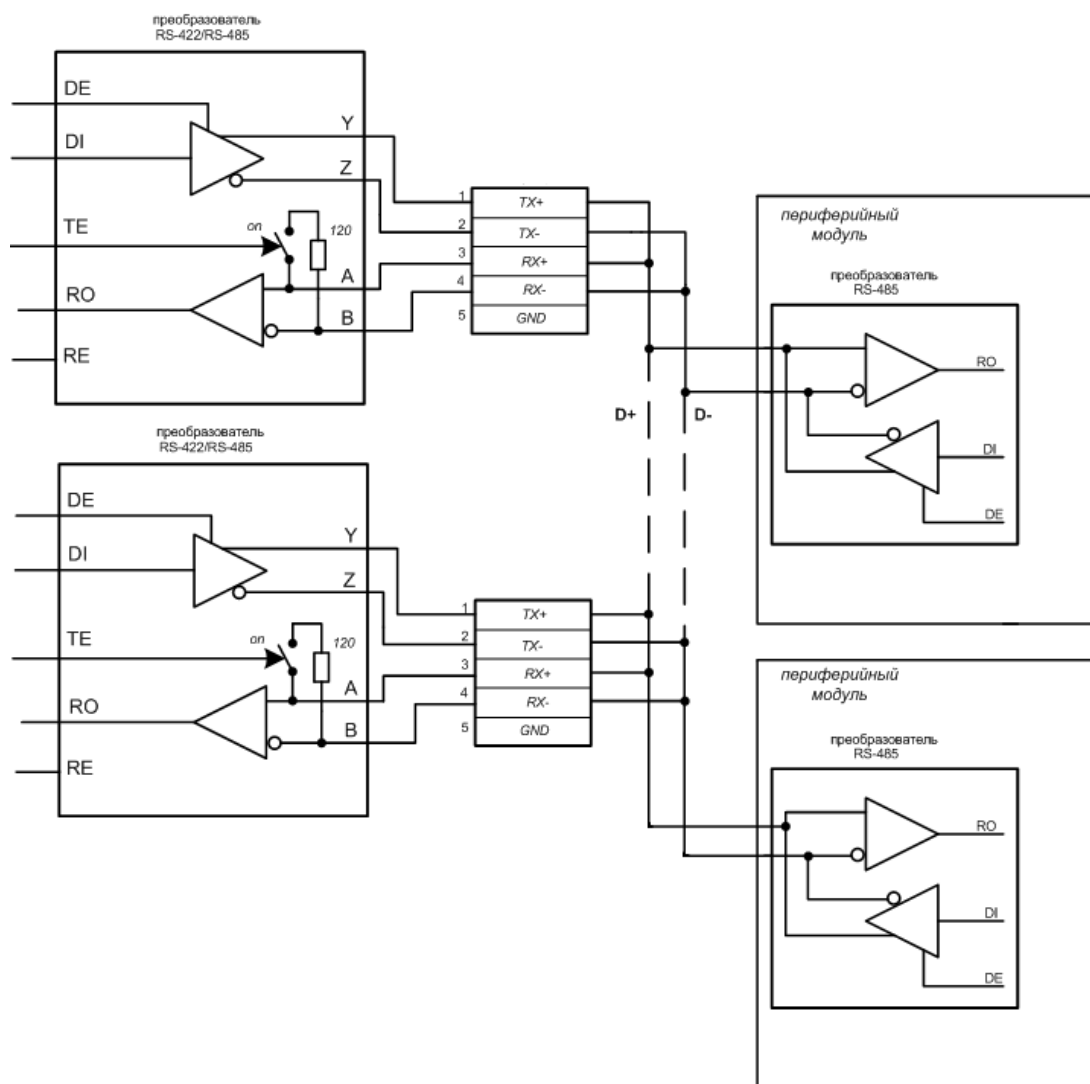 преобразователь
RS-422/RS-485
DE
DI
TE
RO
RE
on
120
Y
Z
A
B
1
2
3
4
5
TX+
TX-
RX+
RX-
GND
D+
D-
периферийный
модуль
преобразователь
RS-485
RO
DI
DE
преобразователь
RS-422/RS-485
DE
DI
TE
RO
RE
on
120
Y
Z
A
B
1
2
3
4
5
TX+
TX-
RX+
RX-
GND
периферийный
модуль
преобразователь
RS-485
RO
DI
DE